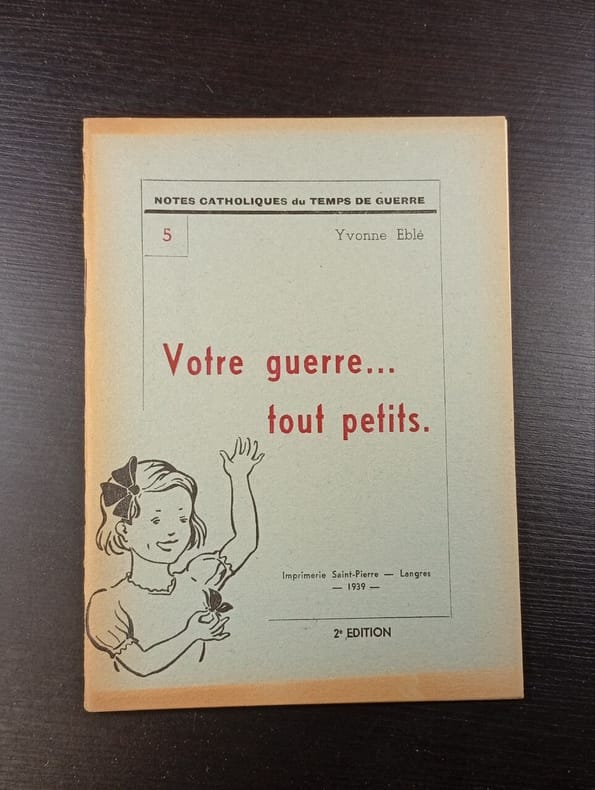 NOTES CATHOLIQUES du TEMPS DE GUERRE
5
Yvonne Eblé
Votre guerre...
tout petits.
Imprimerie Saint-Pierre — Langres
— 1939 —
2e EDITION